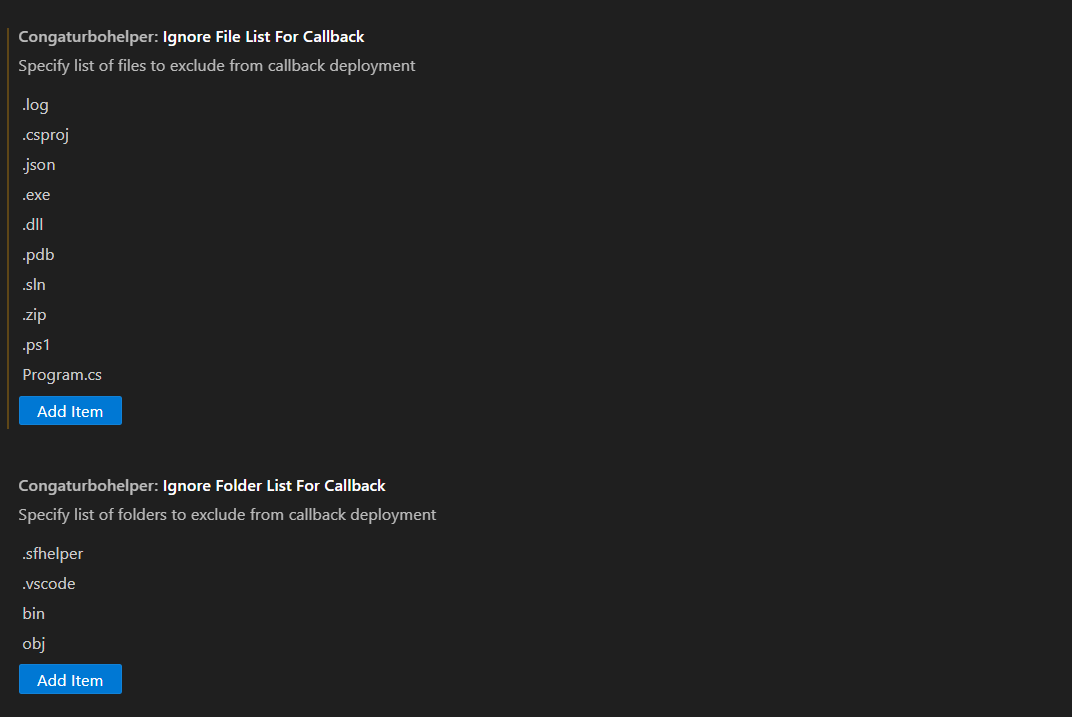 Congaturbohelper: Ignore File List For Callback
Specify list of files to exclude from callback deployment
.log
.csproj
.json
.exe
.dll
.pdb
.sln
.zip
.ps1
Program.cs
Add Item
Congaturbohelper: Ignore Folder List For Callback
Specify list of folders to exclude from callback deployment
.sfhelper
.vscode
bin
obj
Add Item